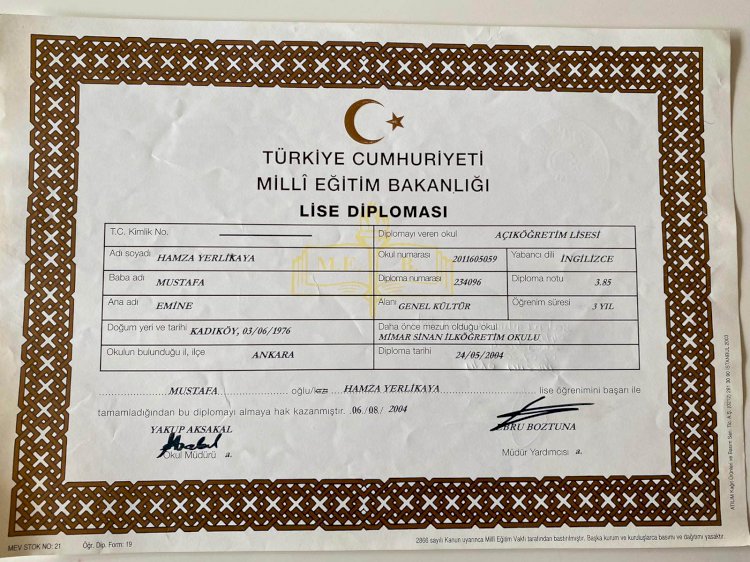 TÜRKİYE CUMHURİYETİ
MİLLÎ EĞİTİM BAKANLIĞI
LİSE DİPLOMASI
T.C. Kimlik No.
Diplomayı veren okul AÇIKÖĞRETİM LİSESİ
Adı soyadı HAMZA YERLİKAYA
Okul numarası 2011605059 Yabancı dili İNGİLİZCE
Baba adı MUSTAFA
Diploma numarası 234096 Diploma notu 3.85
Ana adı EMİNE
Alanı GENEL KÜLTÜR Öğrenim süresi 3 YIL
Doğum yeri ve tarihi KADIKÖY, 03/06/1976
Daha önce mezun olduğu okul
MİMAR SİNAN İLKÖĞRETİM OKULU
Okulun bulunduğu il, ilçe ANKARA
Diploma tarihi 24/05/2004
MUSTAFA oğlu/kızı HAMZA YERLİKAYA lise öğrenimini başarı ile
tamamladığından bu diplomayı almaya hak kazanmıştır. .06./08./ 2004
YAKUP AKSAKAL
Okul Müdürü a.
EBRU BOZTUNA
Müdür Yardımcısı a.
MEV STOK NO: 21 Öğr. Dip. Form: 19
2866 sayılı Kanun uyarınca Milli Eğitim Vakfı tarafından bastırılmıştır. Başka kurum ve kuruluşlarca basımı ve dağıtımı yasaktır.